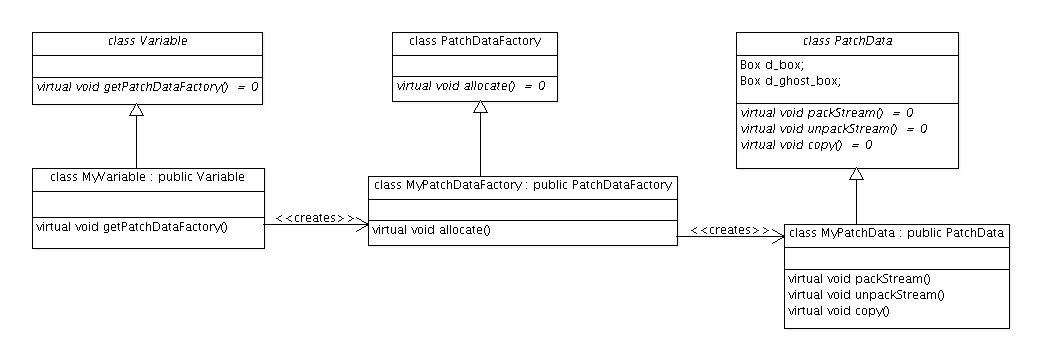 class Variable
virtual void getPatchDataFactory() = 0
class PatchDataFactory
virtual void allocate() = 0
class PatchData
Box d_box;
Box d_ghost_box;
virtual void packStream() = 0
virtual void unpackStream() = 0
virtual void copy() = 0
class MyVariable : public Variable
virtual void getPatchDataFactory()
<<creates>>
class MyPatchDataFactory : public PatchDataFactory
virtual void allocate()
<<creates>>
class MyPatchData : public PatchData
virtual void packStream()
virtual void unpackStream()
virtual void copy()